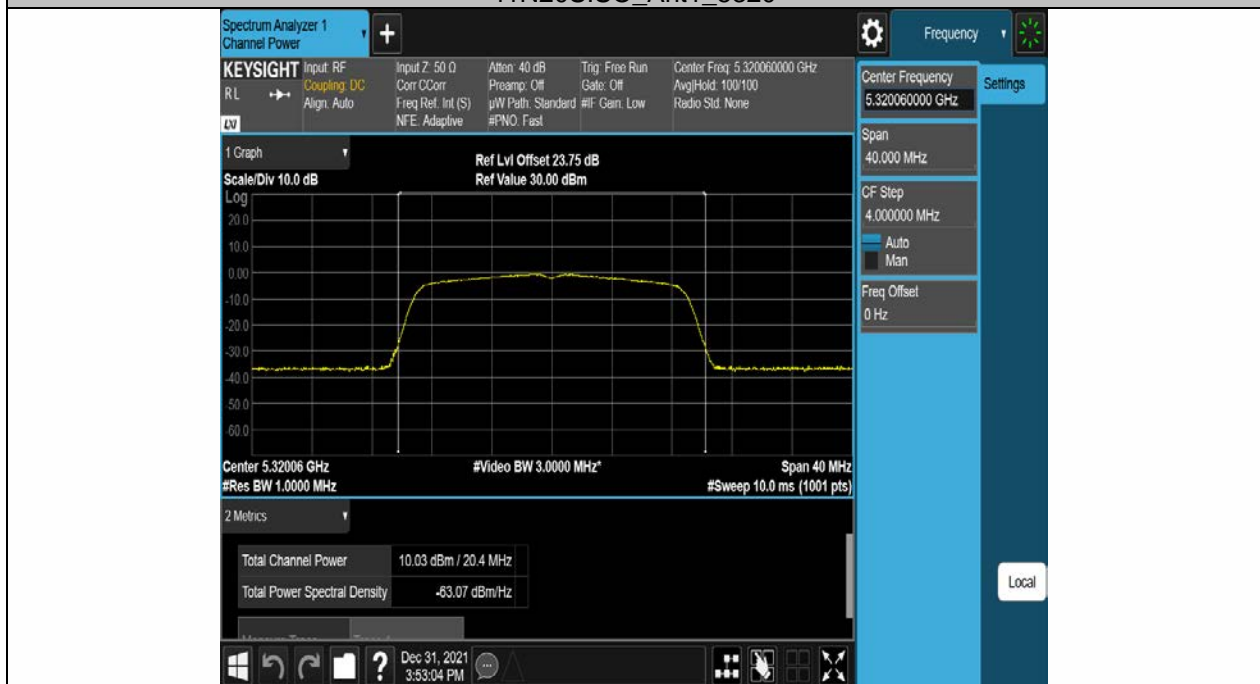 Spectrum Analyzer 1
Channel Power
+
Frequency
KEYSIGHT
RL
LXI
Input: RF
Coupling: DC
Align: Auto
Input Z: 50 Ω
Corr CCorr
Freq Ref: Int (S)
NFE: Adaptive
Atten: 40 dB
Preamp: Off
µW Path: Standard
#PNO: Fast
Trig: Free Run
Gate: Off
#IF Gain: Low
Center Freq: 5.320060000 GHz
Avg|Hold: 100/100
Radio Std: None
Center Frequency
5.320060000 GHz
Settings
Span
40.000 MHz
CF Step
4.000000 MHz
Auto
Man
Freq Offset
0 Hz
Local
1 Graph
Scale/Div 10.0 dB
Ref Lvl Offset 23.75 dB
Ref Value 30.00 dBm
Log
20.0
10.0
0.00
-10.0
-20.0
-30.0
-40.0
-50.0
-60.0
Center 5.32006 GHz
#Video BW 3.0000 MHz*
Span 40 MHz
#Res BW 1.0000 MHz
#Sweep 10.0 ms (1001 pts)
2 Metrics
Total Channel Power 10.03 dBm / 20.4 MHz
Total Power Spectral Density -63.07 dBm/Hz
?
Dec 31, 2021
3:53:04 PM